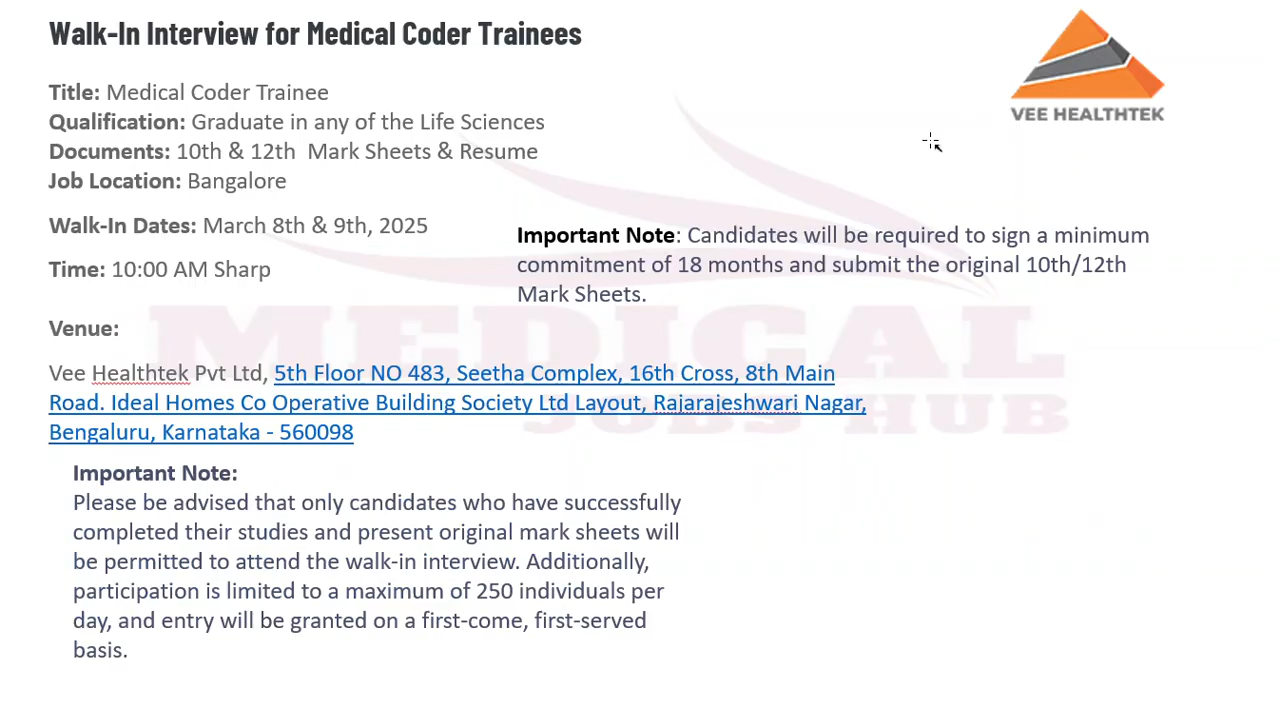 Walk-In Interview for Medical Coder Trainees
VEE HEALTHTEK
Title: Medical Coder Trainee
Qualification: Graduate in any of the Life Sciences
Documents: 10th & 12th  Mark Sheets & Resume
Job Location: Bangalore
Walk-In Dates: March 8th & 9th, 2025
Time: 10:00 AM Sharp
Important Note: Candidates will be required to sign a minimum
commitment of 18 months and submit the original 10th/12th
Mark Sheets.
Venue:
Vee Healthtek Pvt Ltd, 5th Floor NO 483, Seetha Complex, 16th Cross, 8th Main
Road. Ideal Homes Co Operative Building Society Ltd Layout, Rajarajeshwari Nagar,
Bengaluru, Karnataka - 560098
MEDICAL
JOBS HUB
Important Note:
Please be advised that only candidates who have successfully
completed their studies and present original mark sheets will
be permitted to attend the walk-in interview. Additionally,
participation is limited to a maximum of 250 individuals per
day, and entry will be granted on a first-come, first-served
basis.